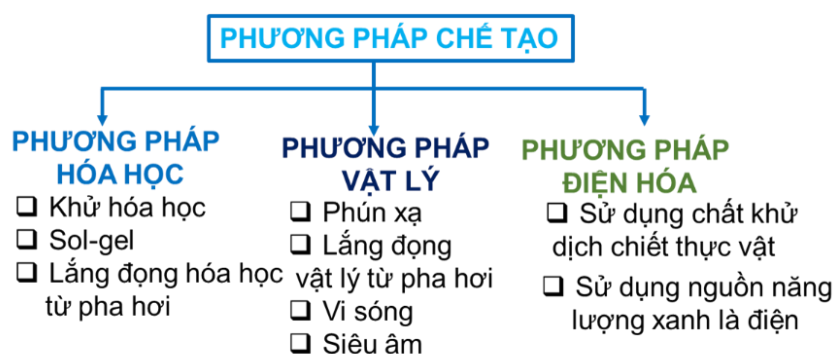 PHƯƠNG PHÁP CHẾ TẠO
PHƯƠNG PHÁP
HÓA HỌC
❑ Khử hóa học
❑ Sol-gel
❑ Lắng đọng hóa học
từ pha hơi
PHƯƠNG PHÁP
VẬT LÝ
❑ Phún xạ
❑ Lắng đọng
vật lý từ pha hơi
❑ Vi sóng
❑ Siêu âm
PHƯƠNG PHÁP
ĐIỆN HÓA
❑ Sử dụng chất khử
dịch chiết thực vật
❑ Sử dụng nguồn năng
lượng xanh là điện